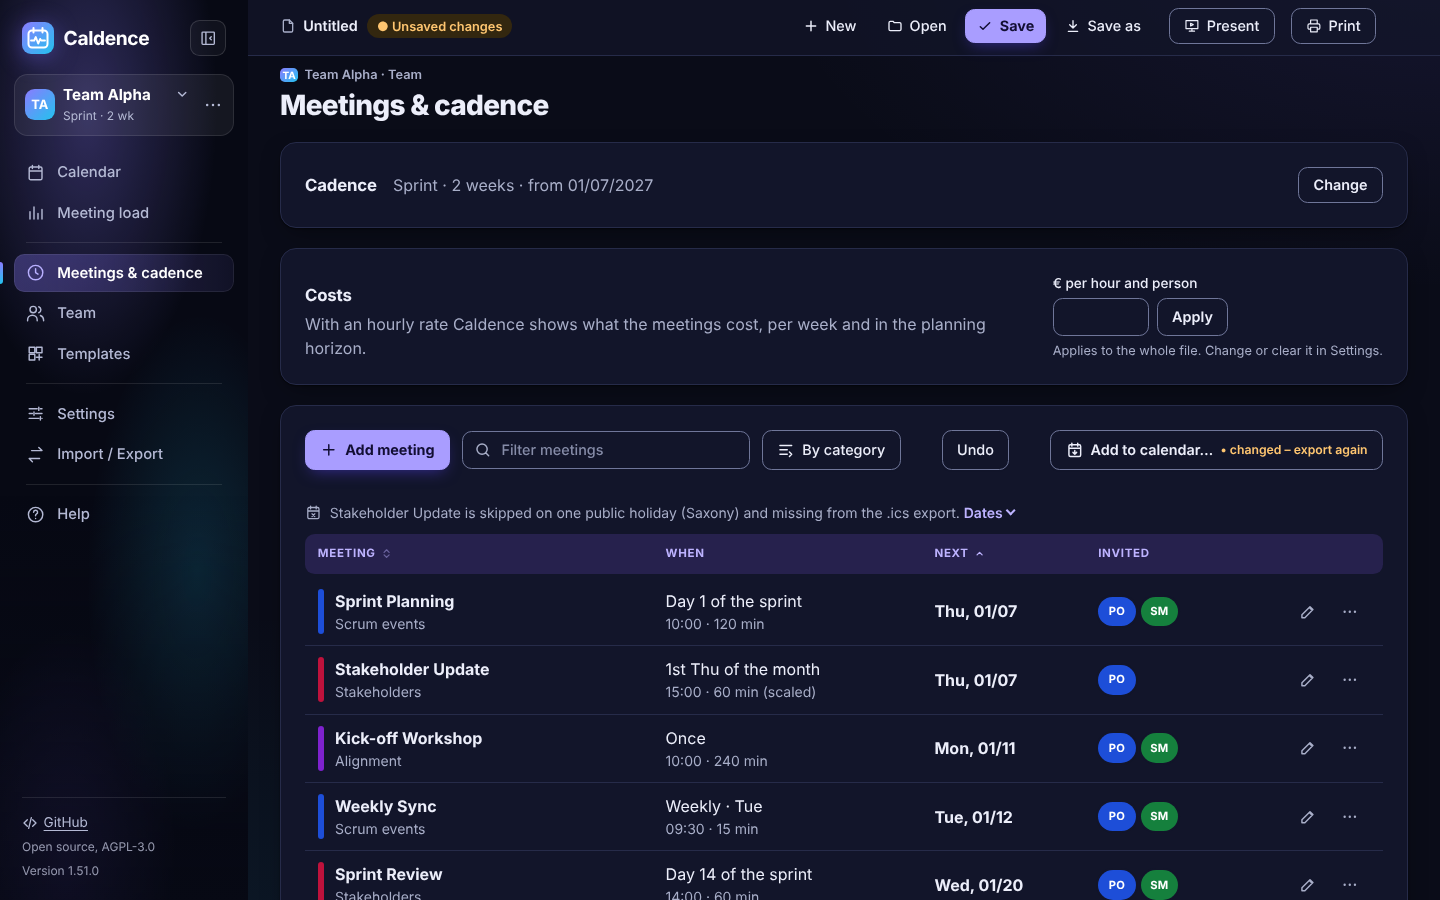 Caldence
TA
Team Alpha
Sprint · 2 wk
Calendar
Meeting load
Meetings & cadence
Team
Templates
Settings
Import / Export
Help
GitHub
Open source, AGPL-3.0
Version 1.51.0
Untitled
Unsaved changes
New
Open
Save
Save as
Present
Print
TA Team Alpha · Team
Meetings & cadence
Cadence Sprint · 2 weeks · from 01/07/2027
Change
Costs
With an hourly rate Caldence shows what the meetings cost, per week and in the planning
horizon.
€ per hour and person
Apply
Applies to the whole file. Change or clear it in Settings.
Add meeting
Filter meetings
By category
Undo
Add to calendar... • changed – export again
Stakeholder Update is skipped on one public holiday (Saxony) and missing from the .ics export. Dates
MEETING WHEN NEXT INVITED
Sprint Planning Day 1 of the sprint Thu, 01/07 PO SM
Scrum events 10:00 · 120 min
Stakeholder Update 1st Thu of the month Thu, 01/07 PO
Stakeholders 15:00 · 60 min (scaled)
Kick-off Workshop Once Mon, 01/11 PO SM
Alignment 10:00 · 240 min
Weekly Sync Weekly · Tue Tue, 01/12 PO SM
Scrum events 09:30 · 15 min
Sprint Review Day 14 of the sprint Wed, 01/20 PO SM
Stakeholders 14:00 · 60 min